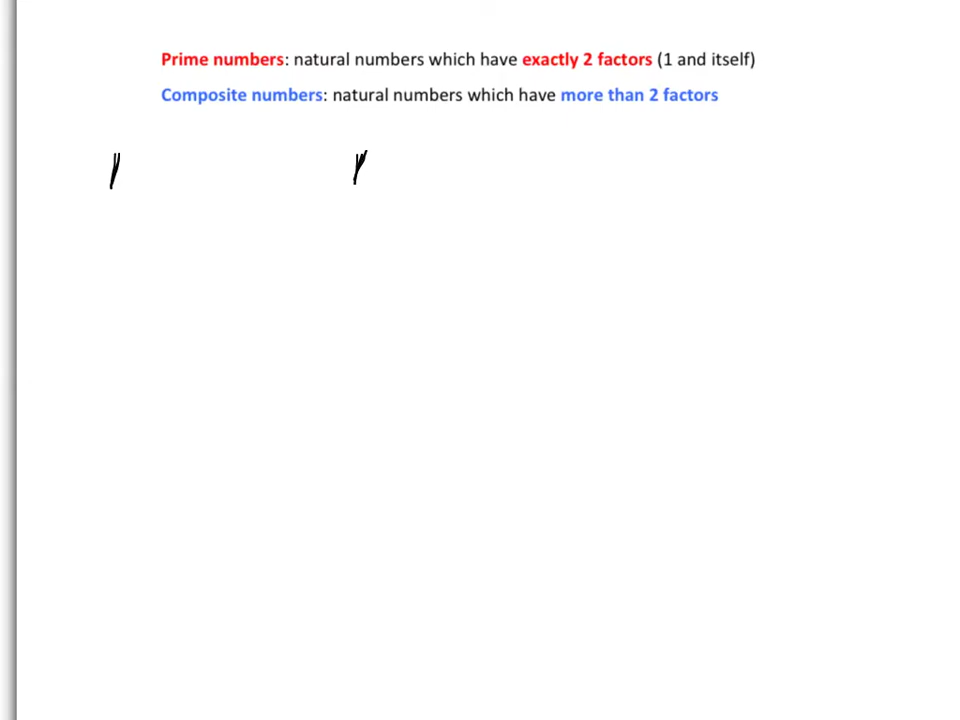 Prime numbers: natural numbers which have exactly 2 factors (1 and itself)
Composite numbers: natural numbers which have more than 2 factors